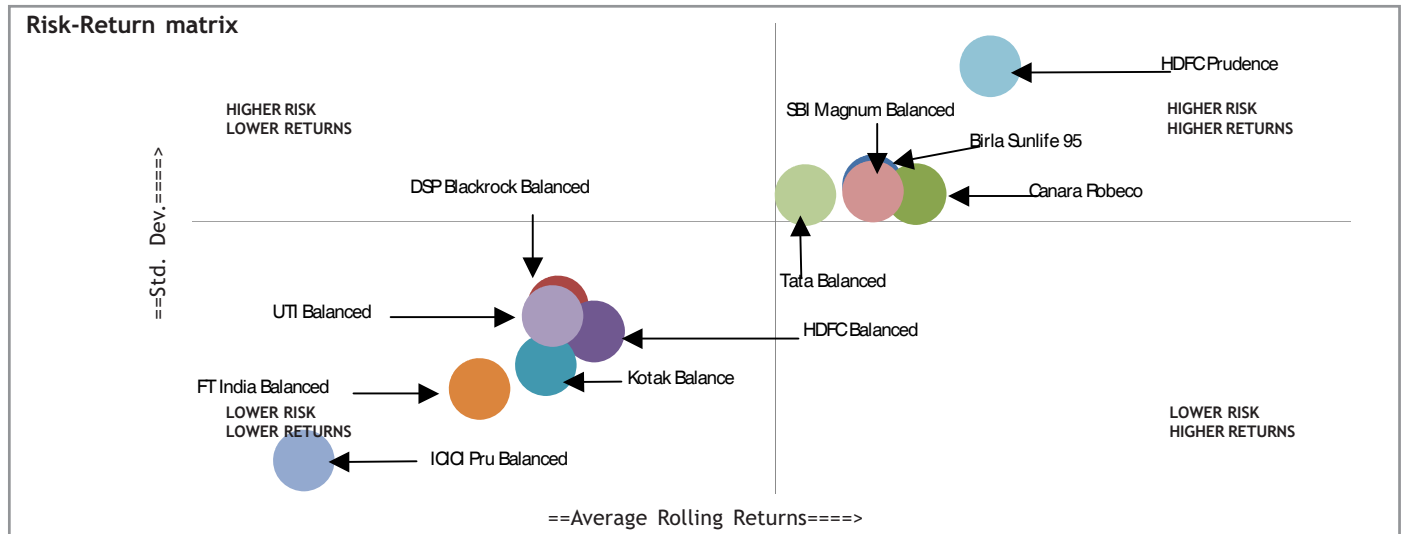 Risk-Return matrix
HDFC Prudence
HIGHER RISK
LOWER RETURNS
SBI Magnum Balanced
HIGHER RISK
HIGHER RETURNS
Birla Sunlife 95
DSP Blackrock Balanced
Canara Robeco
==Std. Dev.====>
Tata Balanced
UTI Balanced
HDFC Balanced
Kotak Balance
FT India Balanced
LOWER RISK
LOWER RETURNS
LOWER RISK
HIGHER RETURNS
ICICI Pru Balanced
==Average Rolling Returns====>